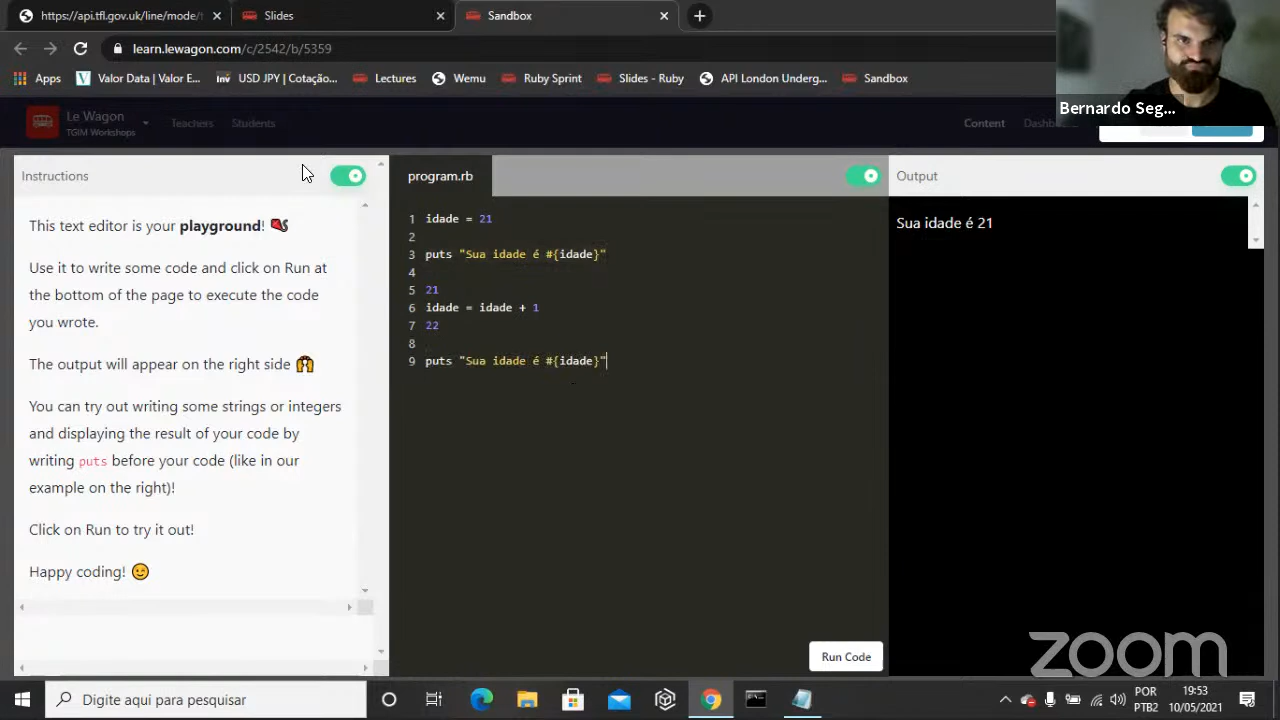 https://api.tfl.gov.uk/line/mode/t
Slides
Sandbox
learn.lewagon.com/c/2542/b/5359
Apps
Valor Data | Valor E...
USD JPY | Cotação...
Lectures
Wemu
Ruby Sprint
Slides - Ruby
API London Underg...
Sandbox
Bernardo Seg...
Le Wagon
TGIM Workshops
Teachers
Students
Content
Instructions
This text editor is your playground!
Use it to write some code and click on Run at
the bottom of the page to execute the code
you wrote.
The output will appear on the right side
You can try out writing some strings or integers
and displaying the result of your code by
writing puts before your code (like in our
example on the right)!
Click on Run to try it out!
Happy coding!
program.rb
1 idade = 21
2
3 puts "Sua idade é #{idade}"
4
5 21
6 idade = idade + 1
7 22
8
9 puts "Sua idade é #{idade}"
Run Code
Output
Sua idade é 21
zoom
Digite aqui para pesquisar
POR
PTB2
19:53
10/05/2021